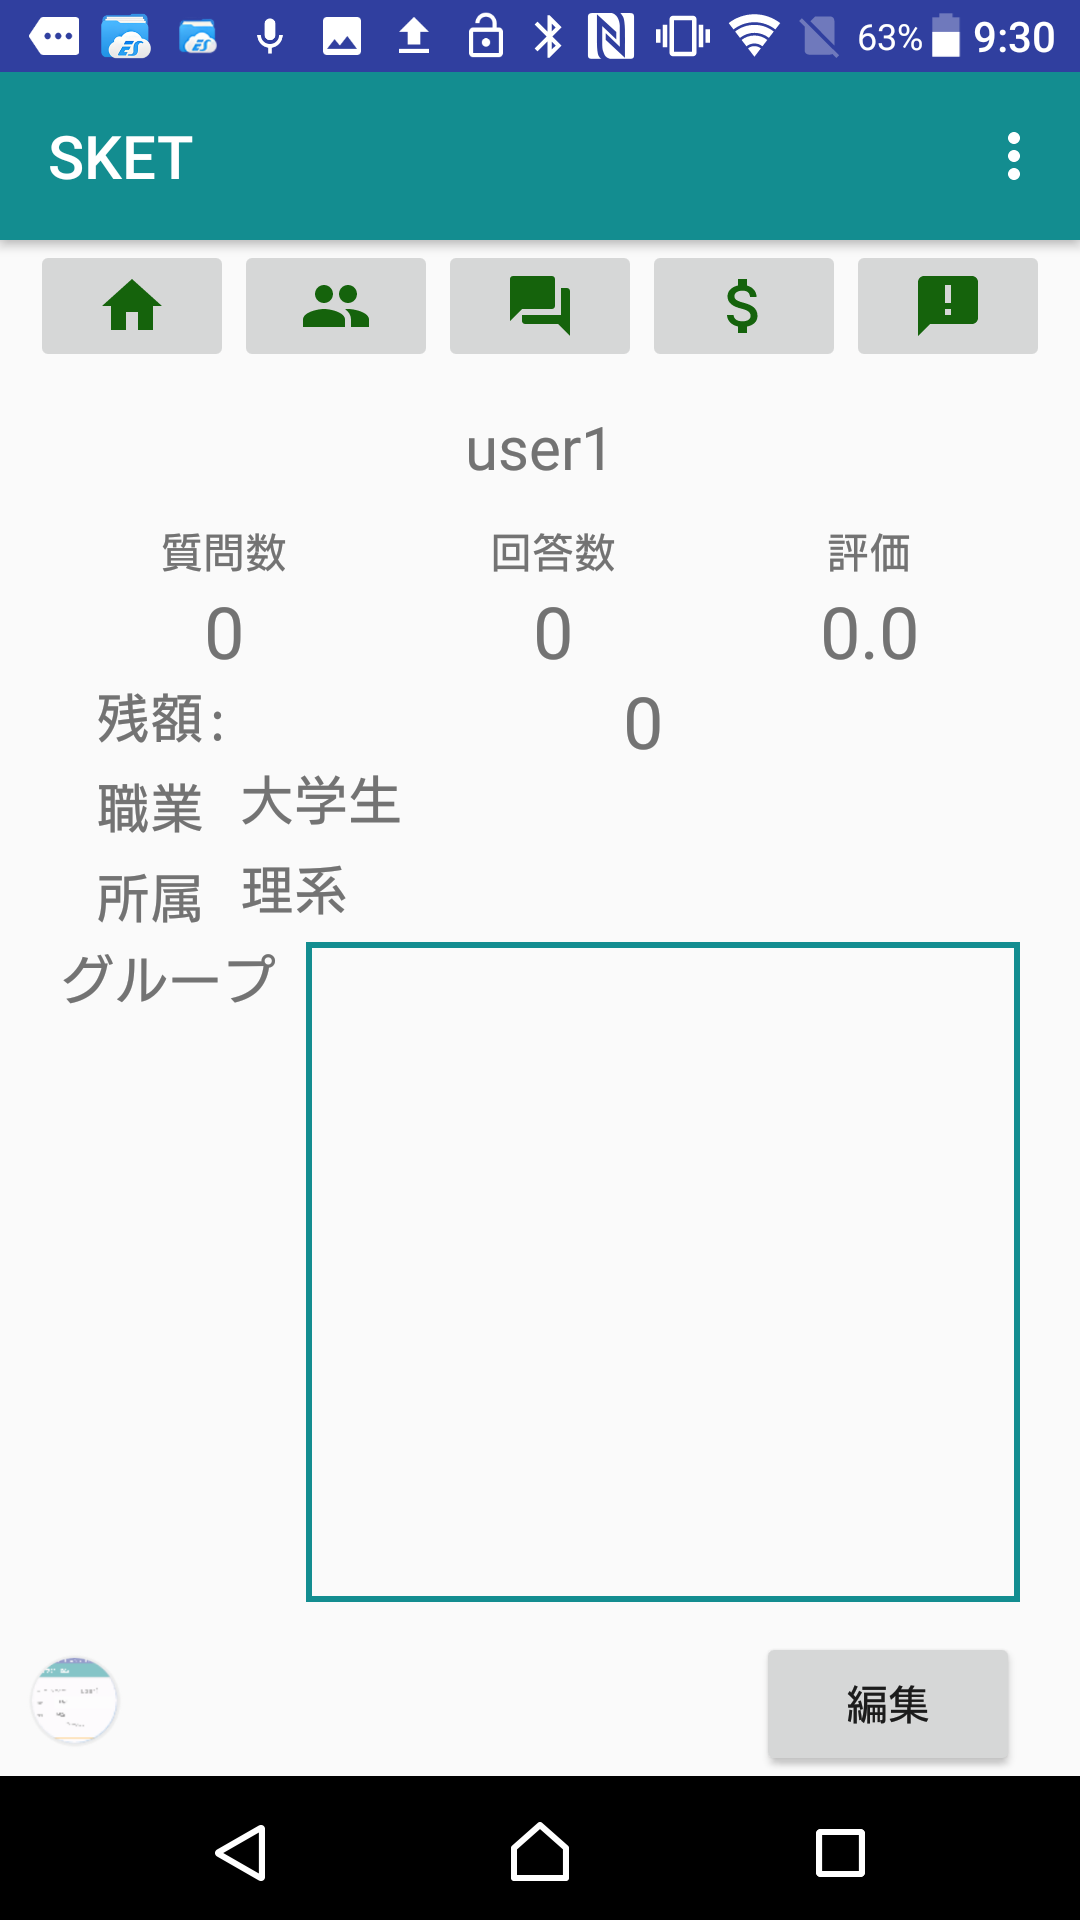 63% 9:30
SKET
user1
質問数 回答数 評価
0 0 0.0
残額: 0
職業 大学生
所属 理系
グループ
編集